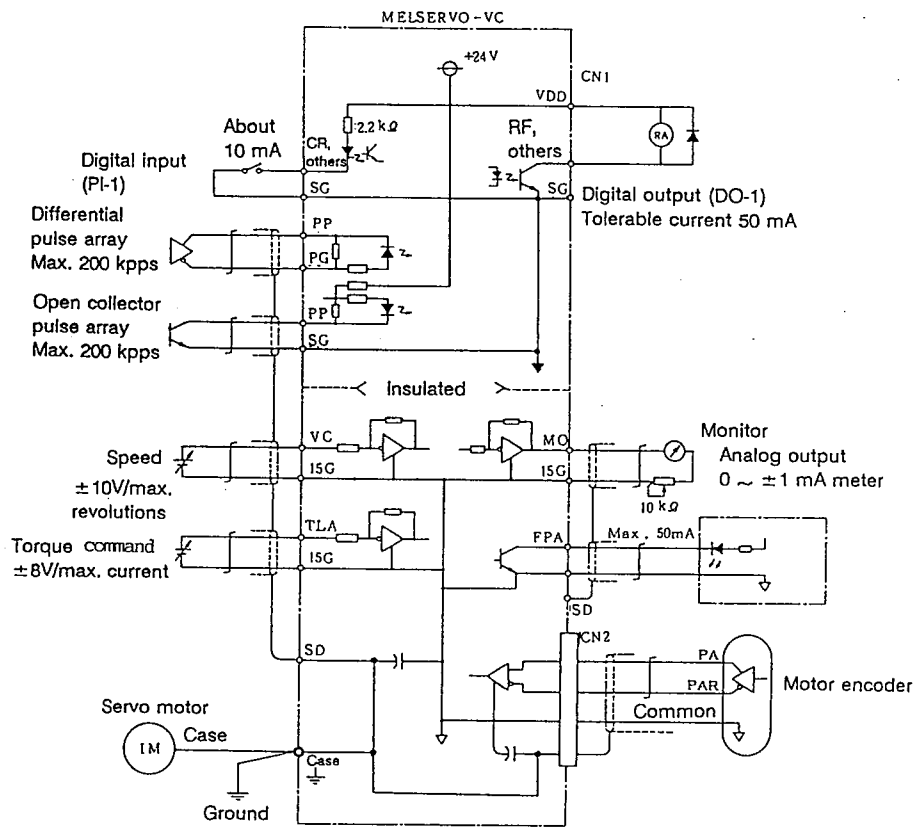 MELSERVO-VC
+24V
CN1
VDD
2.2 kΩ
About
10 mA
CR,
others
RF,
others
RA
Digital input
(PI-1)
SG
SG
Digital output (DO-1)
Tolerable current 50 mA
Differential
pulse array
Max. 200 kpps
PP
PG
Open collector
pulse array
Max. 200 kpps
PP
SG
Insulated
VC
MO
Monitor
Analog output
0 ~ ±1 mA meter
Speed
±10V/max.
revolutions
15G
15G
10 kΩ
TLA
FPA
Max. 50mA
Torque command
±8V/max. current
15G
SD
CN2
SD
PA
PAR
Motor encoder
Common
Servo motor
IM
Case
Case
Ground